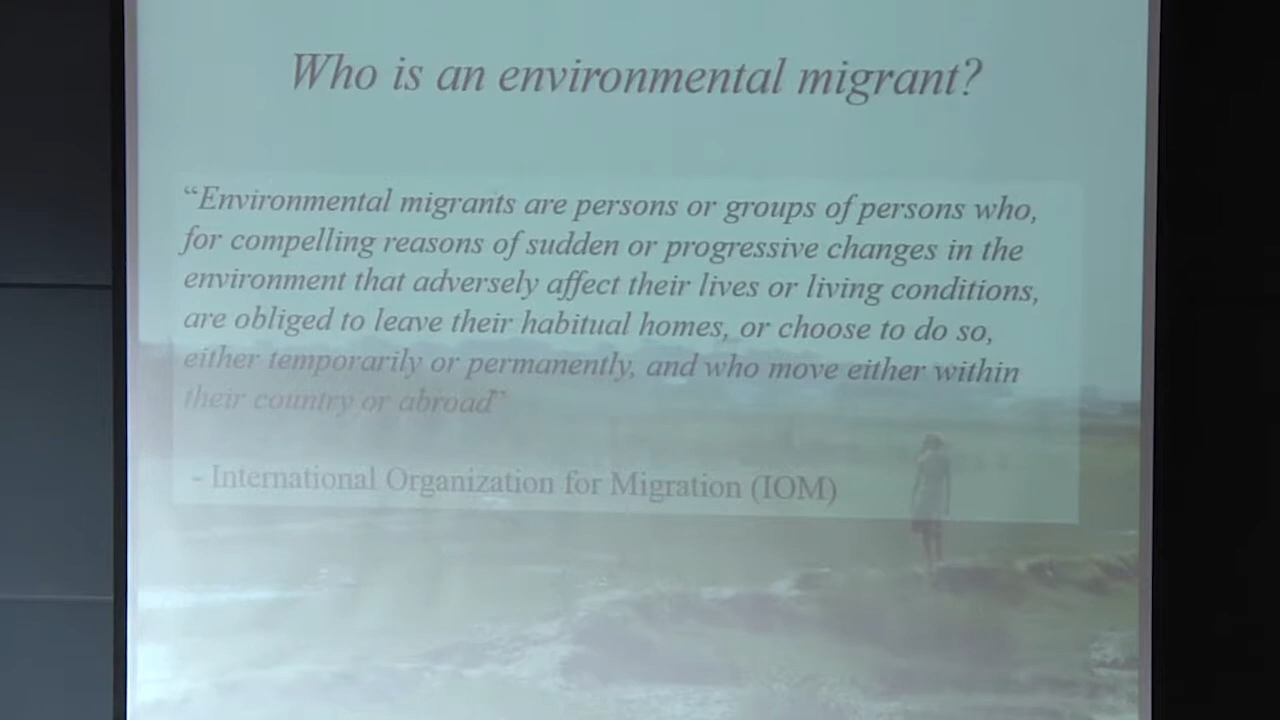 Who is an environmental migrant?
“Environmental migrants are persons or groups of persons who,
for compelling reasons of sudden or progressive changes in the
environment that adversely affect their lives or living conditions,
are obliged to leave their habitual homes, or choose to do so,
either temporarily or permanently, and who move either within
their country or abroad”
- International Organization for Migration (IOM)